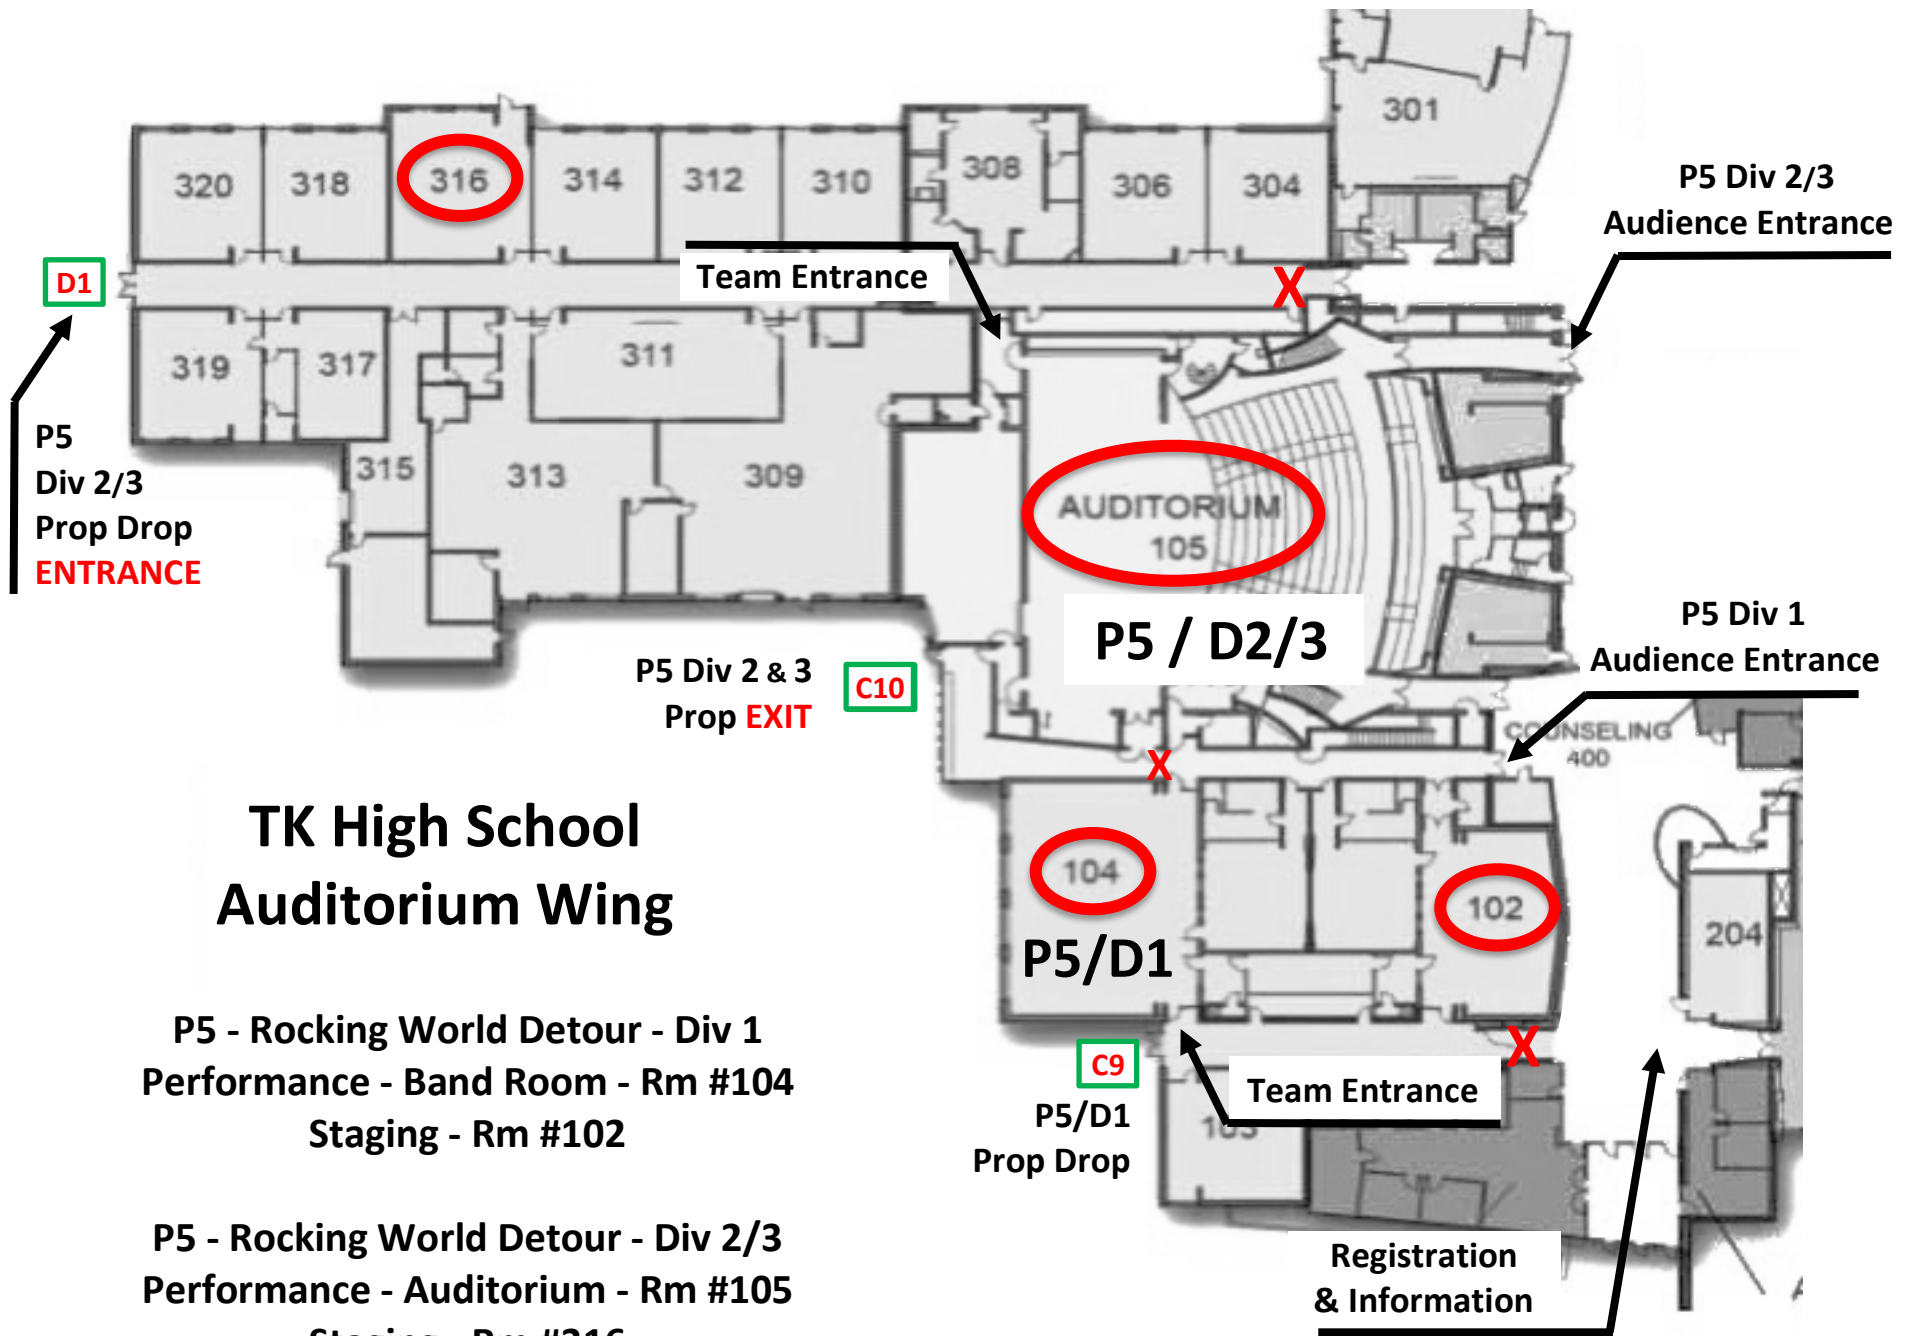 301
320
318
316
314
312
310
308
306
304
P5 Div 2/3
Audience Entrance
D1
Team Entrance
X
319
317
311
P5
Div 2/3
Prop Drop
ENTRANCE
315
313
309
AUDITORIUM
105
P5 / D2/3
P5 Div 1
Audience Entrance
P5 Div 2 & 3
Prop EXIT
C10
COUNSELING
400
X
TK High School
Auditorium Wing
104
P5/D1
102
204
P5 - Rocking World Detour - Div 1
Performance - Band Room - Rm #104
Staging - Rm #102
C9
P5/D1
Prop Drop
X
Team Entrance
103
P5 - Rocking World Detour - Div 2/3
Performance - Auditorium - Rm #105
Staging - Rm #316
Registration
& Information